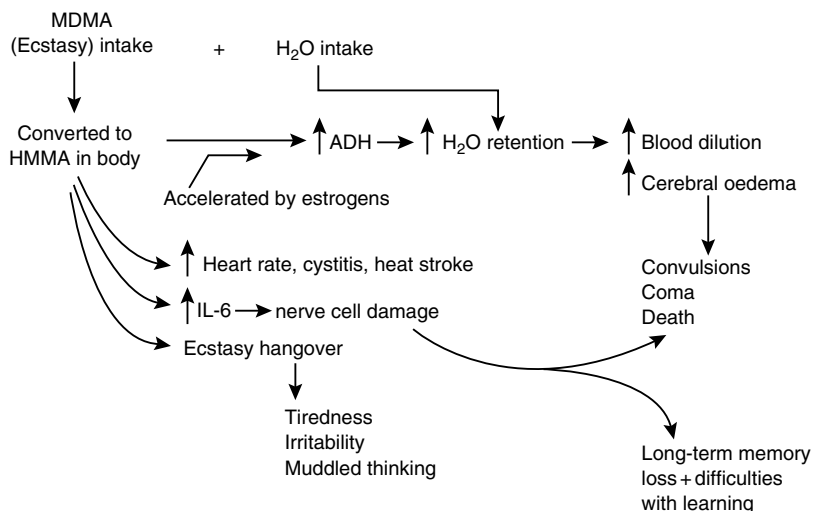 MDMA
(Ecstasy) intake + H₂O intake
Converted to
HMMA in body
ADH H₂O retention Blood dilution
Cerebral oedema
Accelerated by estrogens
Heart rate, cystitis, heat stroke
IL-6 nerve cell damage
Ecstasy hangover
Convulsions
Coma
Death
Tiredness
Irritability
Muddled thinking
Long-term memory
loss + difficulties
with learning